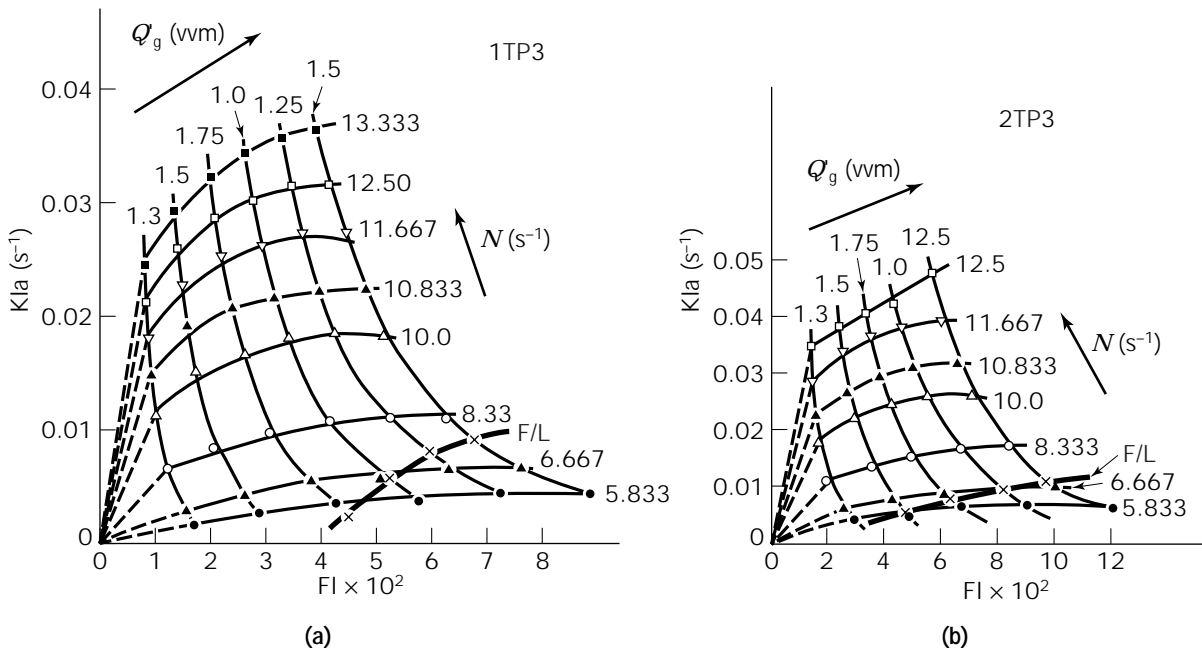 Q'g (vvm)
1TP3
0.04
1.5
1.0
1.25
1.75
13.333
1.5
12.50
0.03
1.3
11.667
N (s⁻¹)
Kla (s⁻¹)
10.833
0.02
10.0
0.01
8.33
F/L
6.667
5.833
0
0 1 2 3 4 5 6 7 8
Fl × 10²
(a)
2TP3
Q'g (vvm)
12.5
1.75
0.05
1.0
12.5
1.5
1.3
0.04
11.667
N (s⁻¹)
Kla (s⁻¹)
0.03
10.833
10.0
0.02
8.333
F/L
0.01
6.667
5.833
0
0 2 4 6 8 10 12
Fl × 10²
(b)